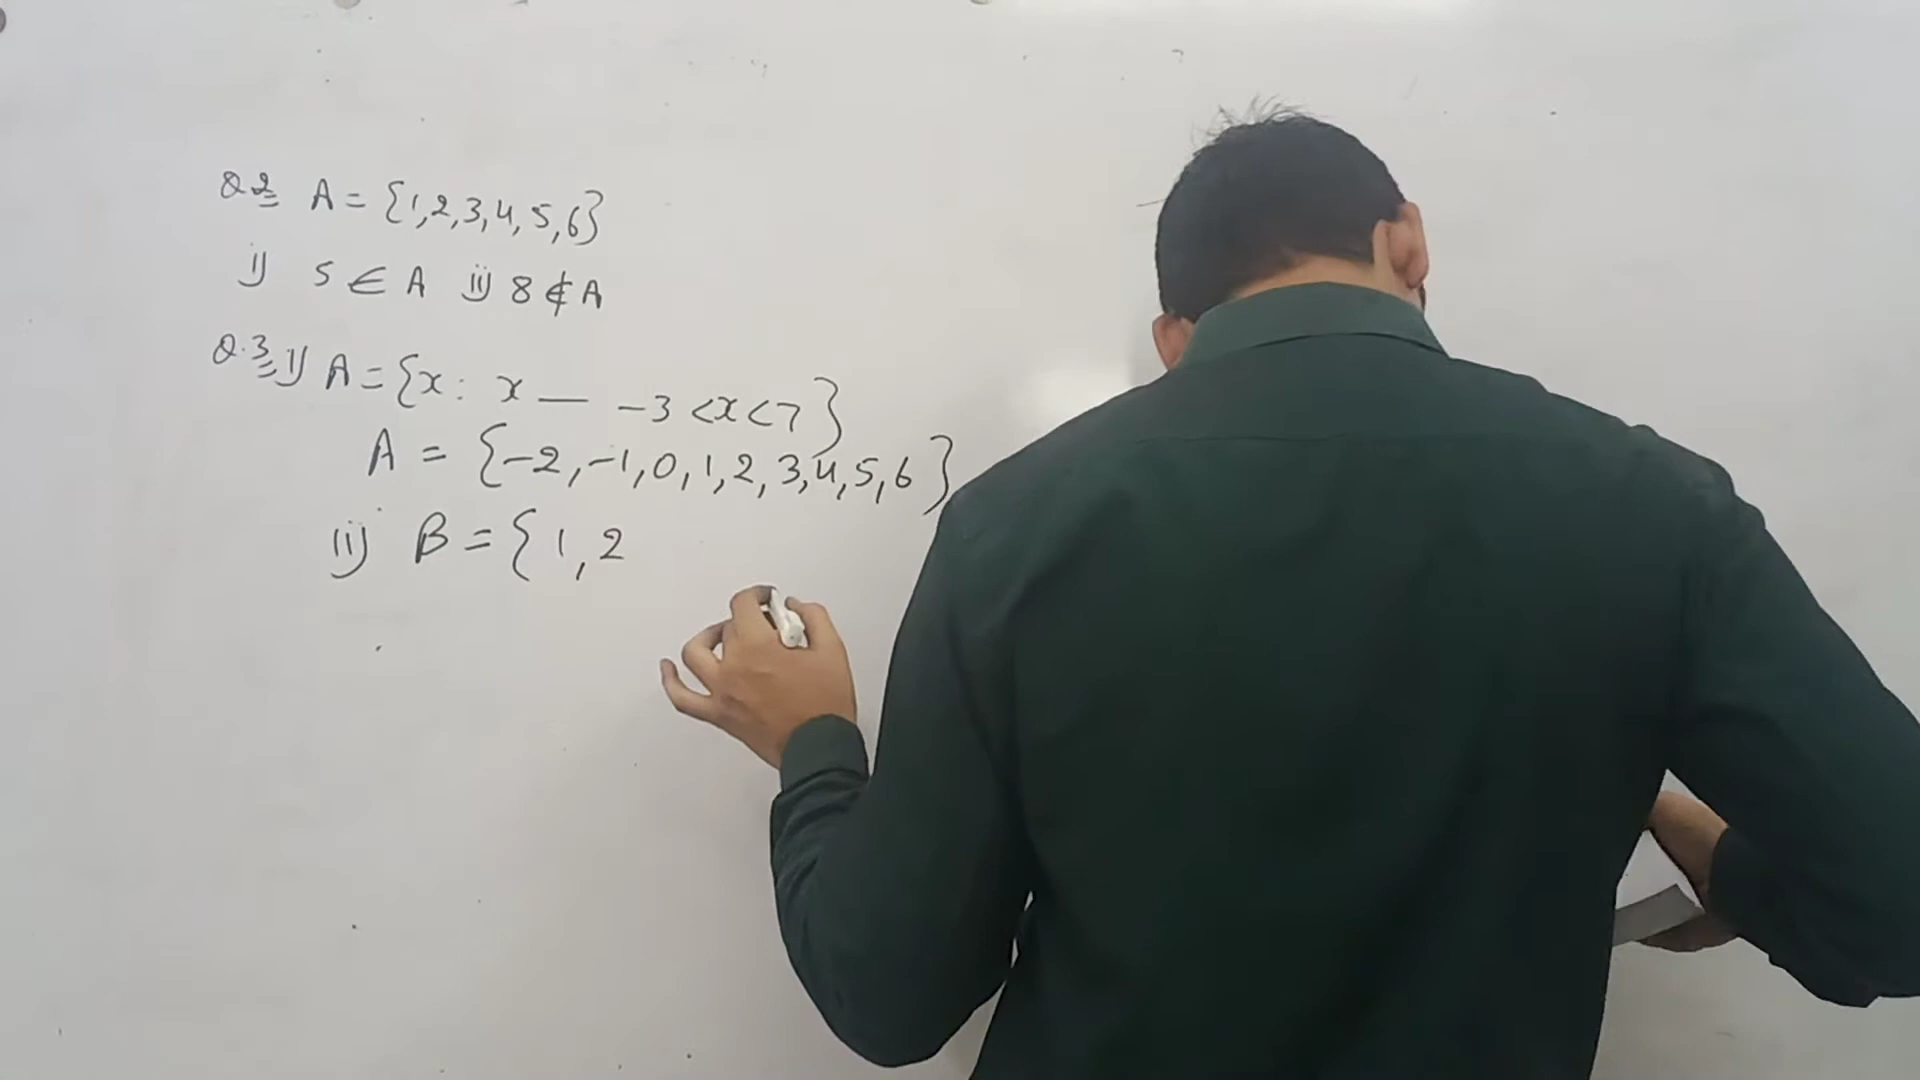 Q.2 A = {1,2,3,4,5,6}
i) 5 ∈ A ii) 8 ∉ A
Q.3 i) A = {x : x — -3 < x < 7}
A = {-2,-1,0,1,2,3,4,5,6}
ii) B = {1,2